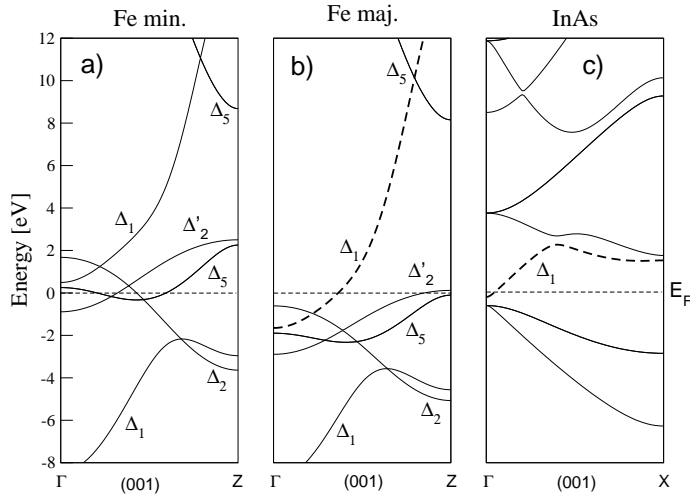 Fe min.
Fe maj.
InAs
a)
b)
c)
Energy [eV]
12
10
8
6
4
2
0
-2
-4
-6
-8
Δ5
Δ1
Δ'2
Δ5
Δ2
Δ1
Δ5
Δ1
Δ'2
Δ5
Δ2
Δ1
Δ1
EF
Γ
(001)
Z
Γ
(001)
Z
Γ
(001)
X